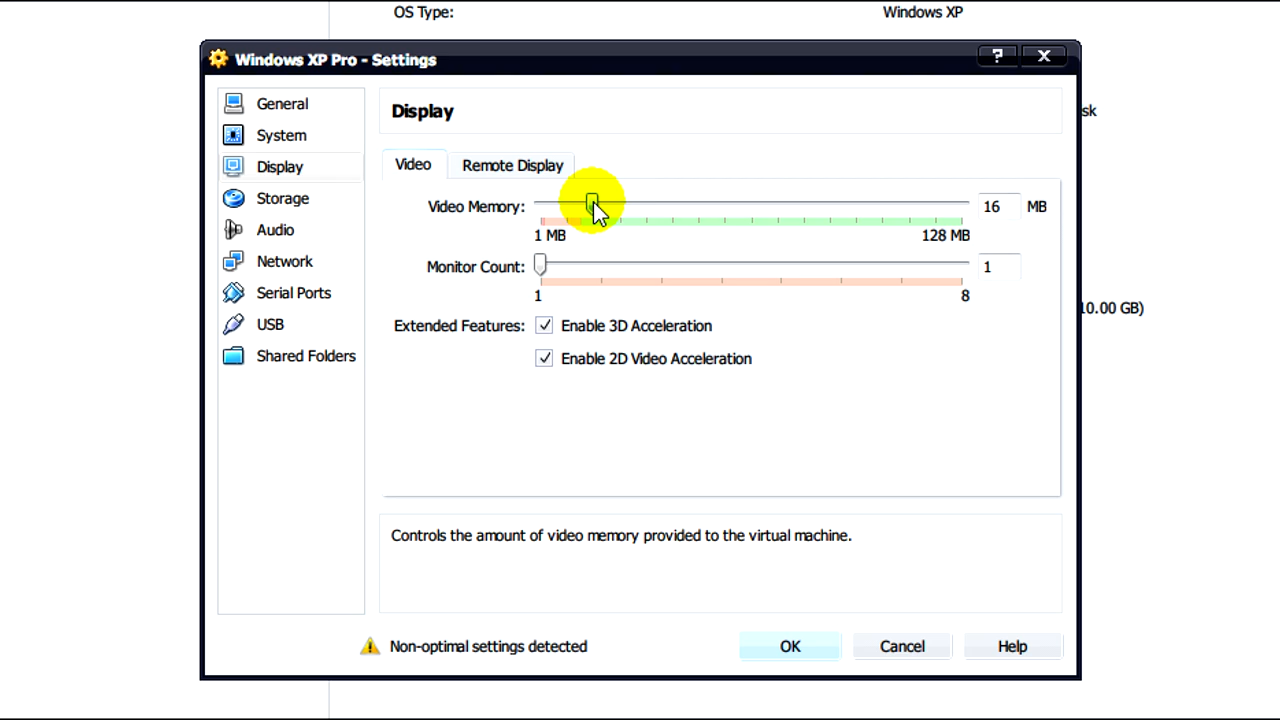 OS Type: Windows XP
Windows XP Pro - Settings ? X
General
System
Display
Storage
Audio
Network
Serial Ports
USB
Shared Folders
Display
Video Remote Display
Video Memory: 16 MB
1 MB 128 MB
Monitor Count: 1
1 8
Extended Features: Enable 3D Acceleration
Enable 2D Video Acceleration
Controls the amount of video memory provided to the virtual machine.
Non-optimal settings detected OK Cancel Help
sk
10.00 GB)